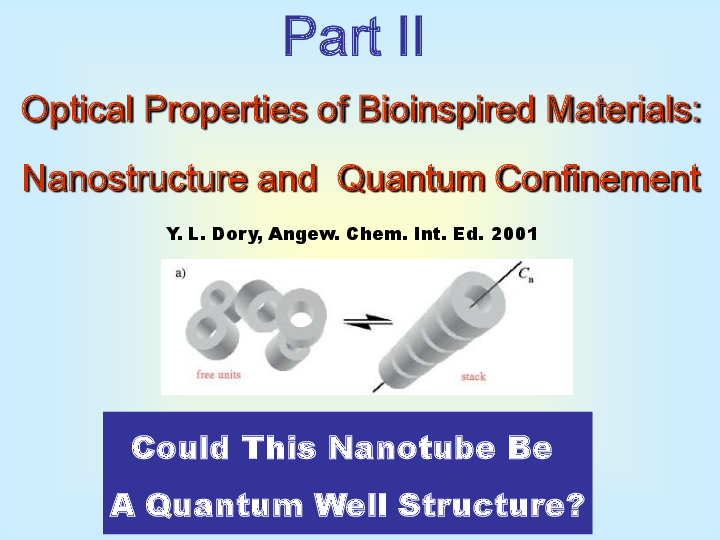 Part II
Optical Properties of Bioinspired Materials:
Nanostructure and Quantum Confinement
Y. L. Dory, Angew. Chem. Int. Ed. 2001
a)
Cn
free units
stack
Could This Nanotube Be
A Quantum Well Structure?